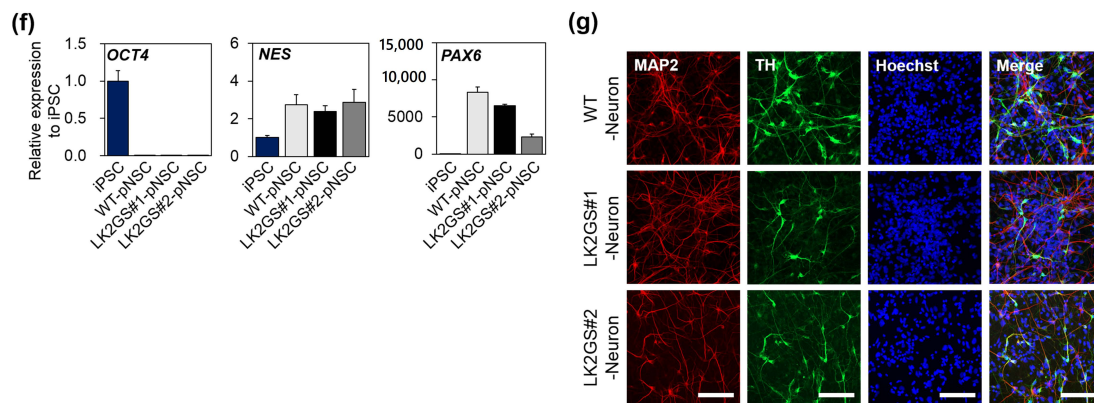 (f)
Relative expression
to iPSC
OCT4
1.5
1.0
0.5
0.0
iPSC
WT-pNSC
LK2GS#1-pNSC
LK2GS#2-pNSC
NES
6
4
2
0
iPSC
WT-pNSC
LK2GS#1-pNSC
LK2GS#2-pNSC
PAX6
15,000
10,000
5000
0
iPSC
WT-pNSC
LK2GS#1-pNSC
LK2GS#2-pNSC
(g)
MAP2 TH Hoechst Merge
WT
-Neuron
LK2GS#1
-Neuron
LK2GS#2
-Neuron